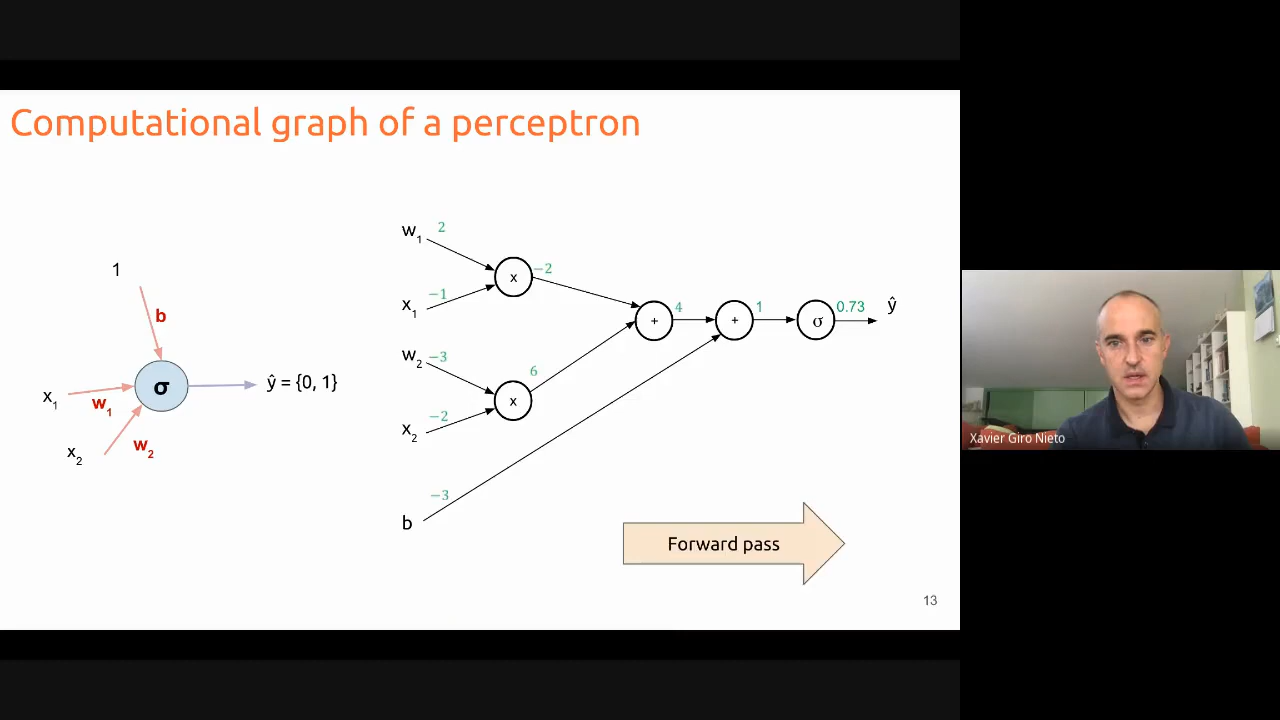 Computational graph of a perceptron
1
b
x1
w1
x2
w2
σ
ŷ = {0, 1}
w1 2
x1 −1
x
−2
w2 −3
x2 −2
x
6
b −3
+
4
+
1
σ
0.73
ŷ
Forward pass
13
Xavier Giro Nieto